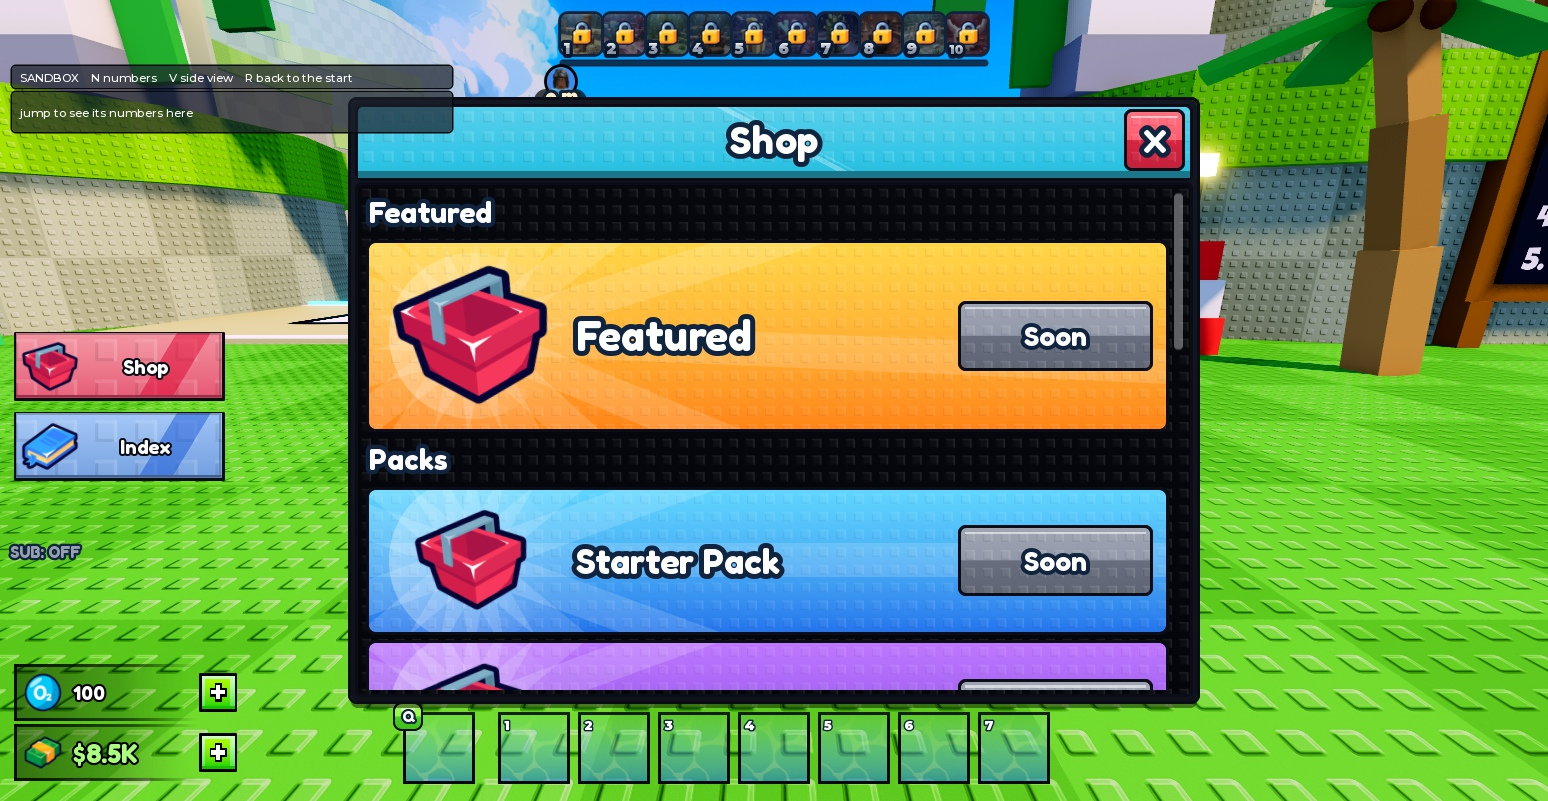 1 2 3 4 5 6 7 8 9 10
SANDBOX N numbers V side view R back to the start
jump to see its numbers here
Shop
Featured
Featured
Soon
Packs
Starter Pack
Soon
Shop
Index
SUB: OFF
O2 100
$8.5K
Q 1 2 3 4 5 6 7
5.